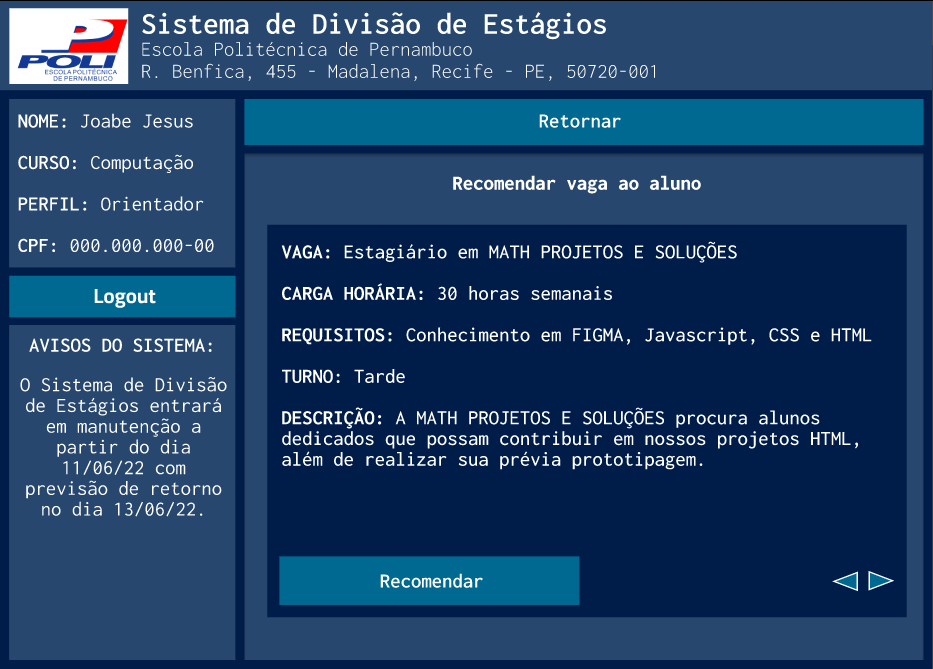 POLI
ESCOLA POLITÉCNICA
DE PERNAMBUCO
Sistema de Divisão de Estágios
Escola Politécnica de Pernambuco
R. Benfica, 455 - Madalena, Recife - PE, 50720-001
NOME: Joabe Jesus
CURSO: Computação
PERFIL: Orientador
CPF: 000.000.000-00
Logout
AVISOS DO SISTEMA:
O Sistema de Divisão
de Estágios entrará
em manutenção a
partir do dia
11/06/22 com
previsão de retorno
no dia 13/06/22.
Retornar
Recomendar vaga ao aluno
VAGA: Estagiário em MATH PROJETOS E SOLUÇÕES
CARGA HORÁRIA: 30 horas semanais
REQUISITOS: Conhecimento em FIGMA, Javascript, CSS e HTML
TURNO: Tarde
DESCRIÇÃO: A MATH PROJETOS E SOLUÇÕES procura alunos
dedicados que possam contribuir em nossos projetos HTML,
além de realizar sua prévia prototipagem.
Recomendar